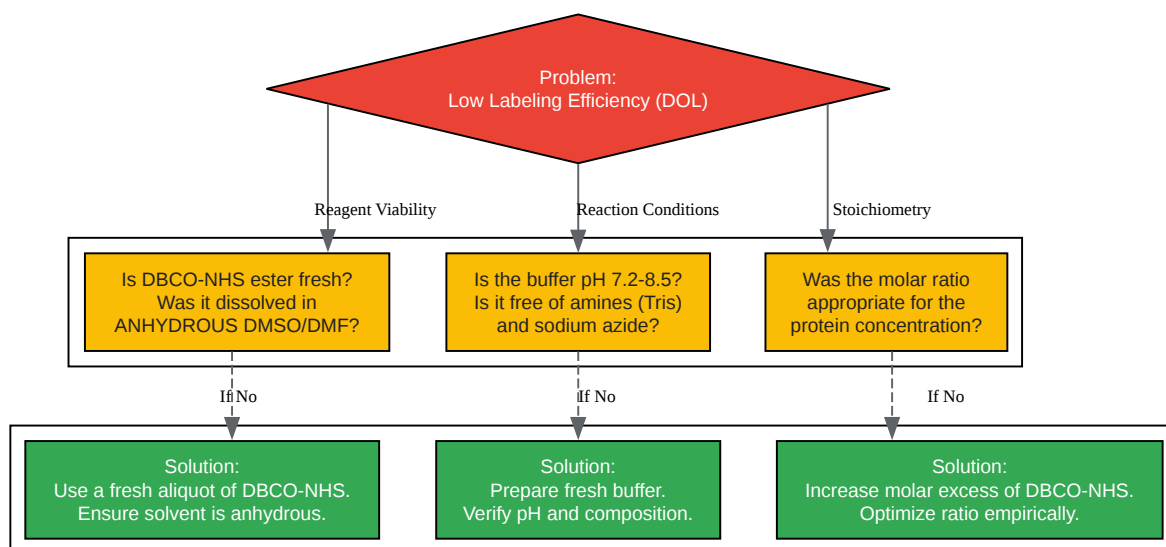 Problem:
Low Labeling Efficiency (DOL)
Reagent Viability
Reaction Conditions
Stoichiometry
Is DBCO-NHS ester fresh?
Was it dissolved in
ANHYDROUS DMSO/DMF?
Is the buffer pH 7.2-8.5?
Is it free of amines (Tris)
and sodium azide?
Was the molar ratio
appropriate for the
protein concentration?
If No
If No
If No
Solution:
Use a fresh aliquot of DBCO-NHS.
Ensure solvent is anhydrous.
Solution:
Prepare fresh buffer.
Verify pH and composition.
Solution:
Increase molar excess of DBCO-NHS.
Optimize ratio empirically.